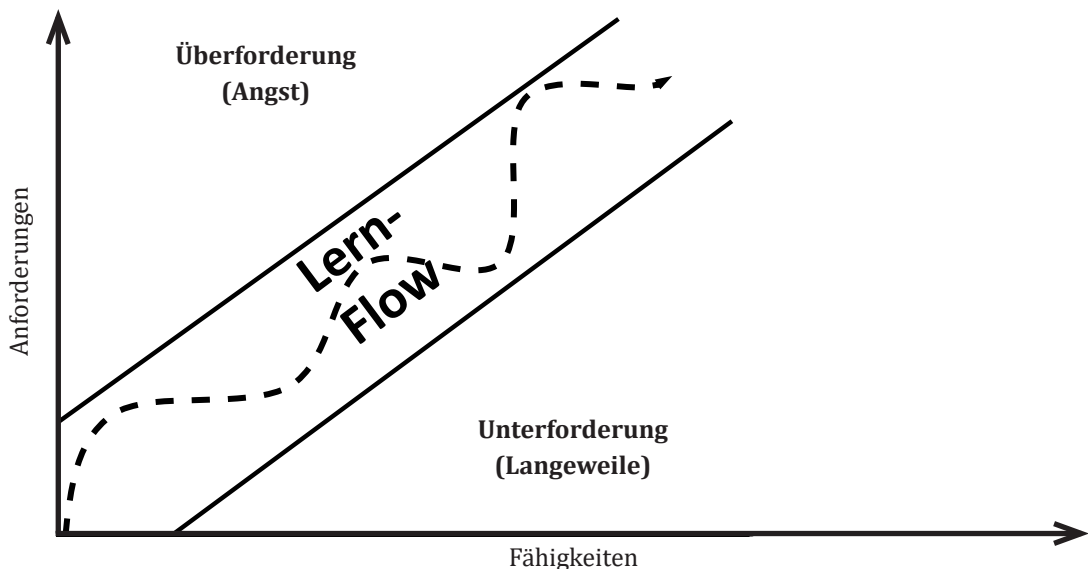 Überforderung
(Angst)
Anforderungen
Lern-
Flow
Unterforderung
(Langeweile)
Fähigkeiten